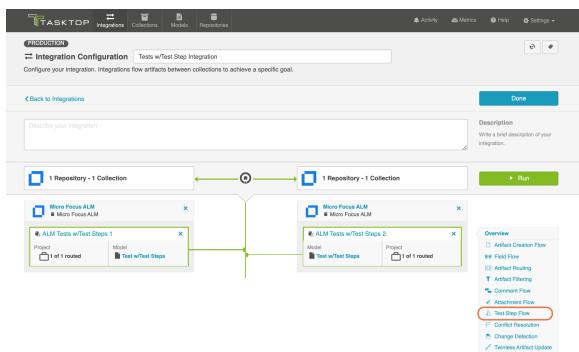 TASKTOP
Integrations
Collections
Models
Repositories
Activity
Metrics
Help
Settings
PRODUCTION
Integration Configuration
Tests w/Test Step Integration
Configure your integration. Integrations flow artifacts between collections to achieve a specific goal.
Back to Integrations
Done
Describe your integration
Description
Write a brief description of your
integration.
1 Repository - 1 Collection
1 Repository - 1 Collection
Run
Micro Focus ALM
Micro Focus ALM
ALM Tests w/Test Steps 1
Project
1 of 1 routed
Model
Test w/Test Steps
Micro Focus ALM
Micro Focus ALM
ALM Tests w/Test Steps 2
Model
Test w/Test Steps
Project
1 of 1 routed
Overview
Artifact Creation Flow
Field Flow
Artifact Routing
Artifact Filtering
Comment Flow
Attachment Flow
Test Step Flow
Conflict Resolution
Change Detection
Twinless Artifact Update